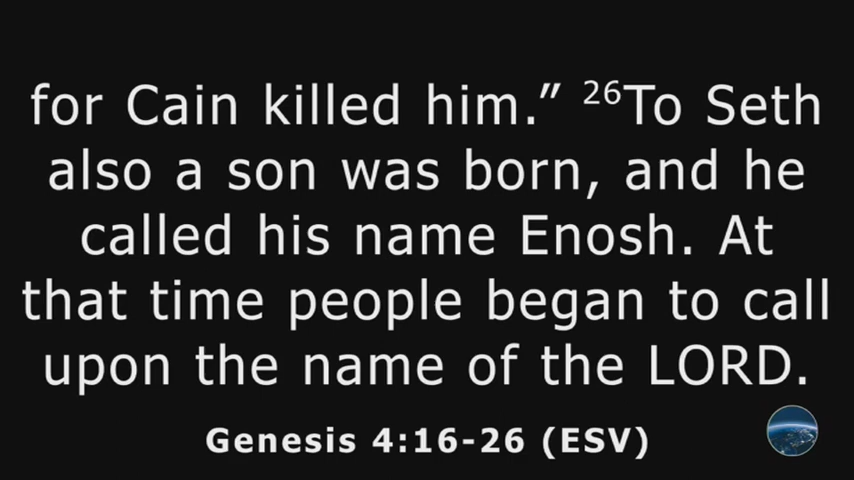 for Cain killed him.” ²⁶To Seth
also a son was born, and he
called his name Enosh. At
that time people began to call
upon the name of the LORD.
Genesis 4:16-26 (ESV)